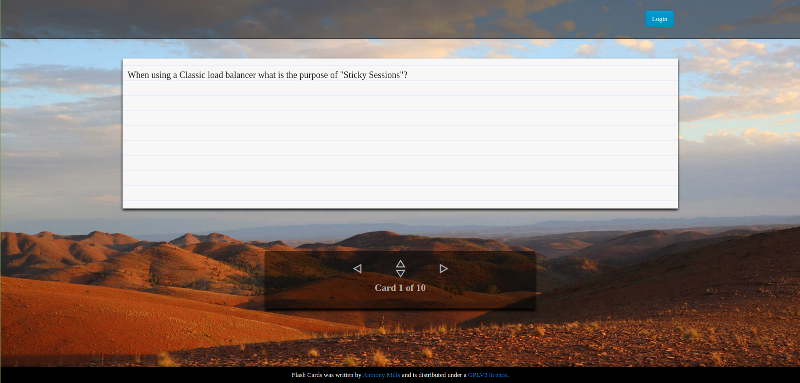 Login
When using a Classic load balancer what is the purpose of "Sticky Sessions"?
Card 1 of 10
Flash Cards was written by Anthony Mills and is distributed under a GPLV3 licence.